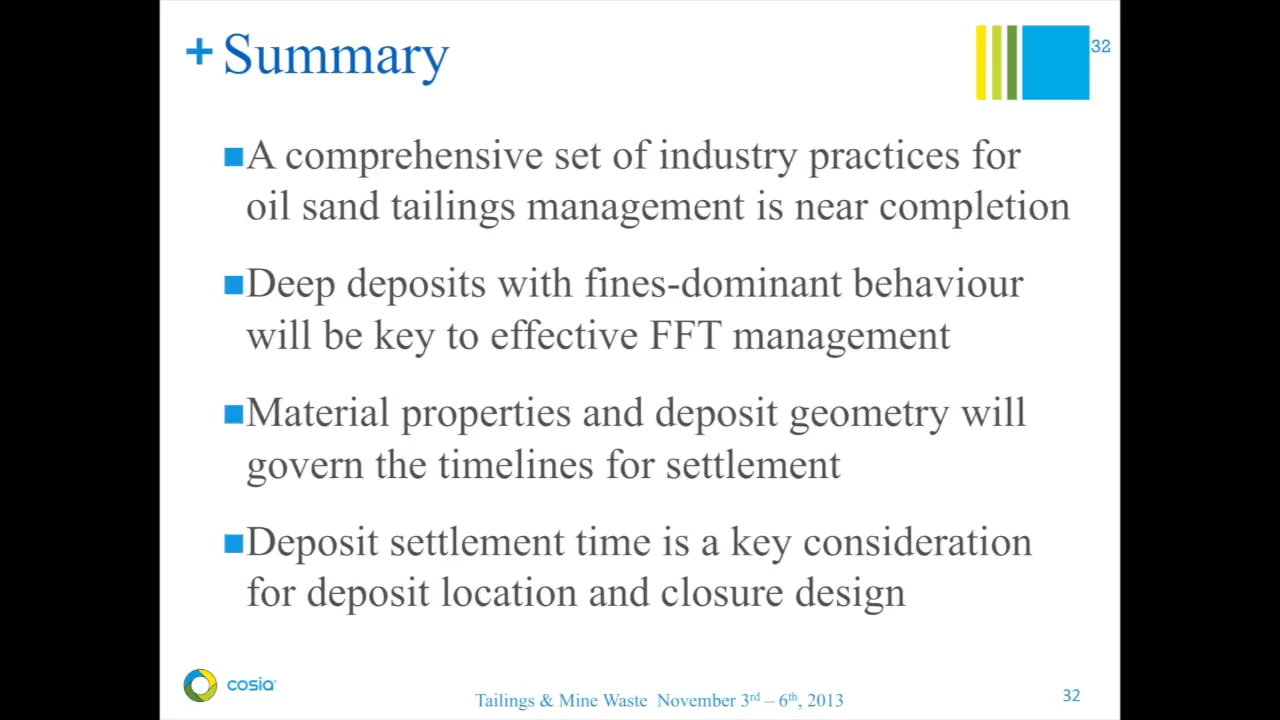 + Summary
32
■A comprehensive set of industry practices for
oil sand tailings management is near completion
■Deep deposits with fines-dominant behaviour
will be key to effective FFT management
■Material properties and deposit geometry will
govern the timelines for settlement
■Deposit settlement time is a key consideration
for deposit location and closure design
cosia
Tailings & Mine Waste November 3rd – 6th, 2013
32